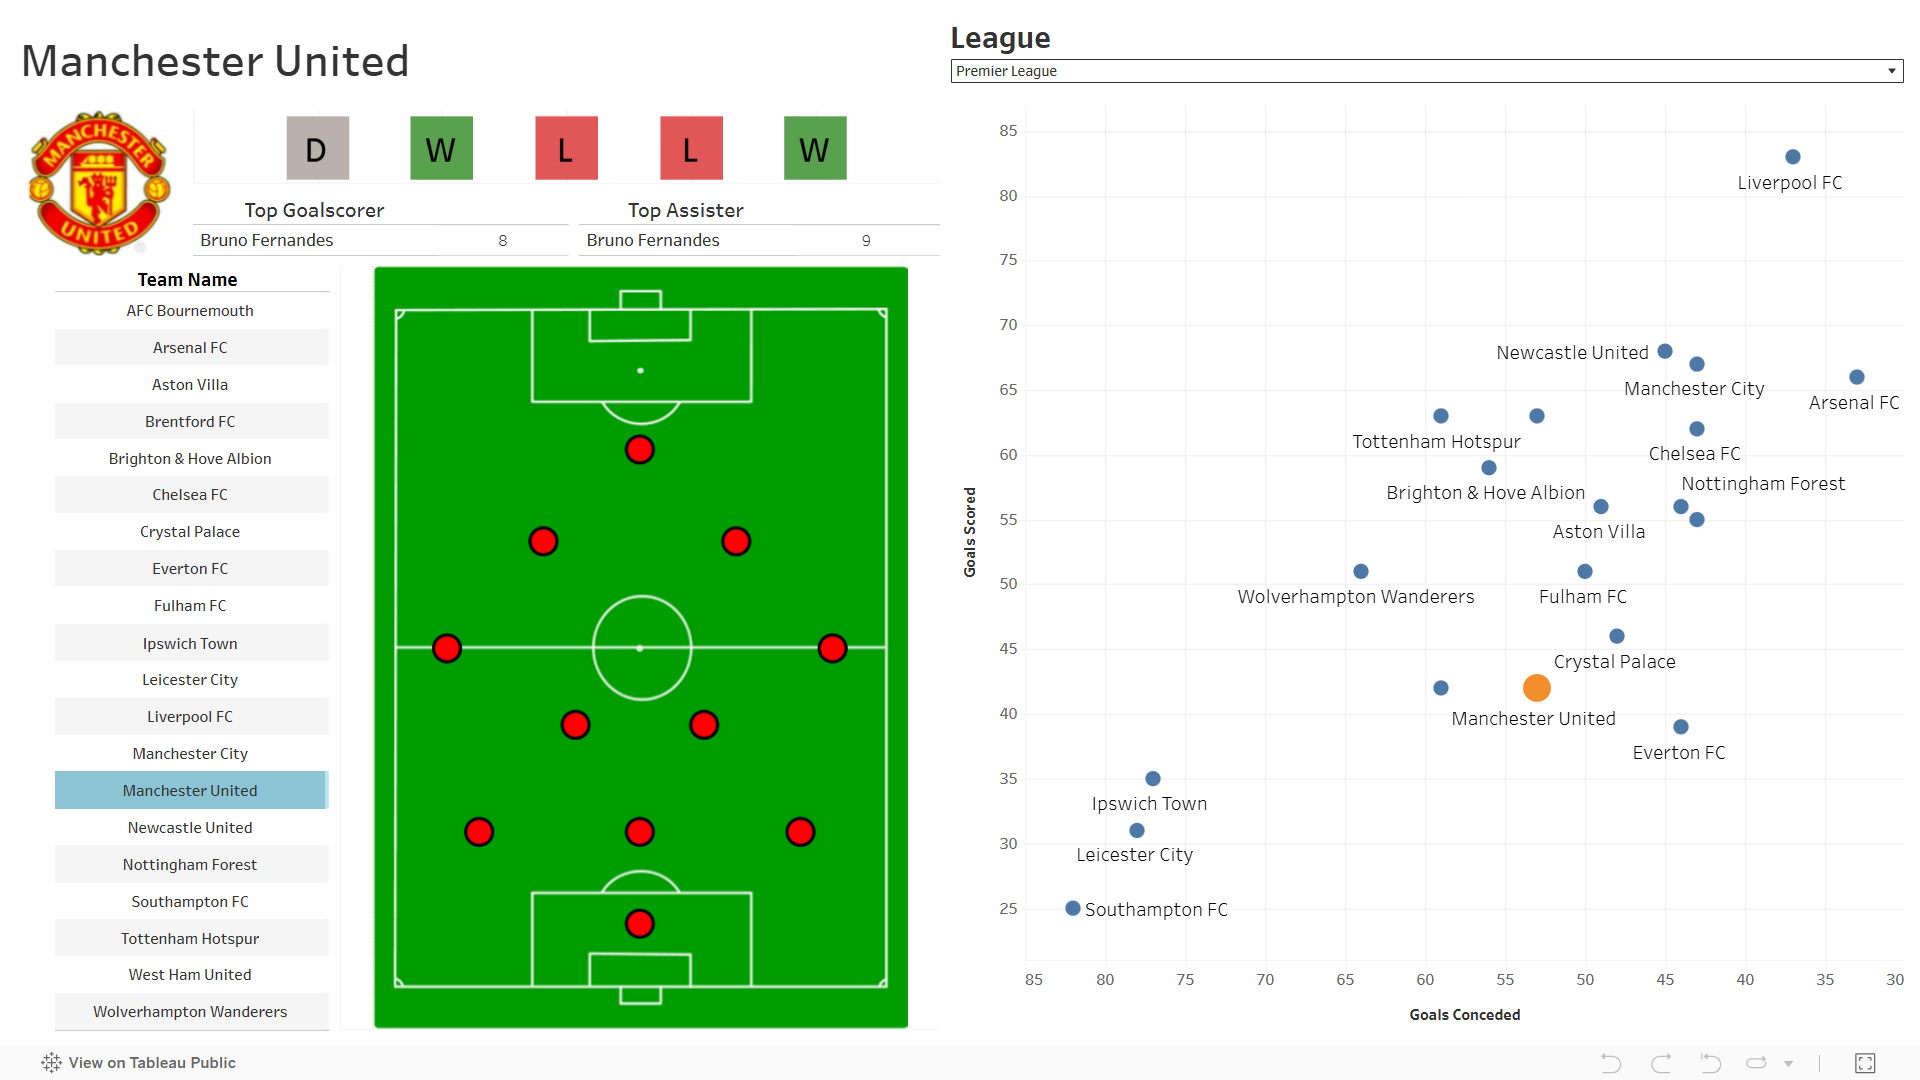 Manchester United
MANCHESTER
UNITED
D W L L W
Top Goalscorer
Bruno Fernandes 8
Top Assister
Bruno Fernandes 9
Team Name
AFC Bournemouth
Arsenal FC
Aston Villa
Brentford FC
Brighton & Hove Albion
Chelsea FC
Crystal Palace
Everton FC
Fulham FC
Ipswich Town
Leicester City
Liverpool FC
Manchester City
Manchester United
Newcastle United
Nottingham Forest
Southampton FC
Tottenham Hotspur
West Ham United
Wolverhampton Wanderers
League
Premier League
Goals Scored
85
80
75
70
65
60
55
50
45
40
35
30
25
Liverpool FC
Newcastle United
Manchester City
Arsenal FC
Tottenham Hotspur
Chelsea FC
Nottingham Forest
Brighton & Hove Albion
Aston Villa
Wolverhampton Wanderers
Fulham FC
Crystal Palace
Manchester United
Everton FC
Ipswich Town
Leicester City
Southampton FC
85 80 75 70 65 60 55 50 45 40 35 30
Goals Conceded
View on Tableau Public